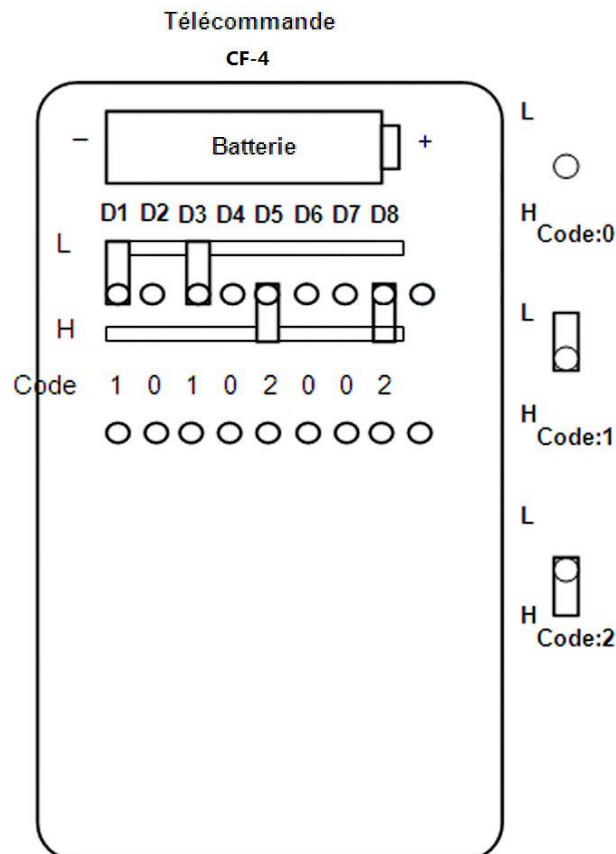 Télécommande
CF-4
– Batterie +
D1 D2 D3 D4 D5 D6 D7 D8
L
H
Code 1 0 1 0 2 0 0 2
L
H
Code:0
L
H
Code:1
L
H
Code:2